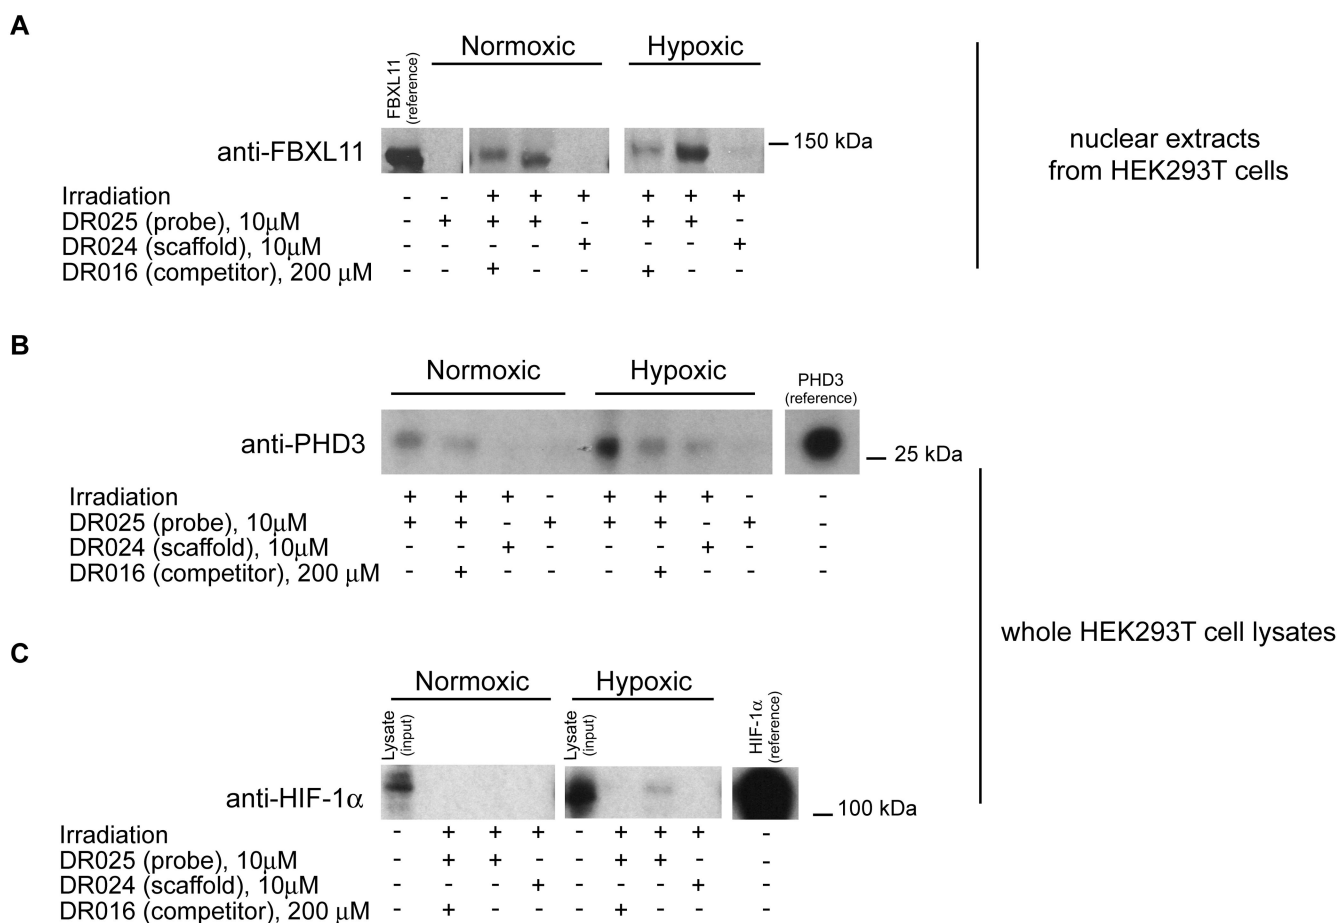 A
Normoxic Hypoxic
FBXL11
(reference)
anti-FBXL11
150 kDa
nuclear extracts
from HEK293T cells
Irradiation - - + + + + + +
DR025 (probe), 10μM - + + + - + + -
DR024 (scaffold), 10μM - - - - + - - +
DR016 (competitor), 200 μM - - + - - + - -
B
Normoxic Hypoxic
PHD3
(reference)
anti-PHD3
25 kDa
Irradiation + + + - + + + - -
DR025 (probe), 10μM + + - + + + - + -
DR024 (scaffold), 10μM - - + - - - + - -
DR016 (competitor), 200 μM - + - - - + - - -
whole HEK293T cell lysates
C
Normoxic Hypoxic
Lysate
(input)
Lysate
(input)
HIF-1α
(reference)
anti-HIF-1α
100 kDa
Irradiation - + + + - + + + -
DR025 (probe), 10μM - + + - - + + - -
DR024 (scaffold), 10μM - - - + - - - + -
DR016 (competitor), 200 μM - + - - - + - - -